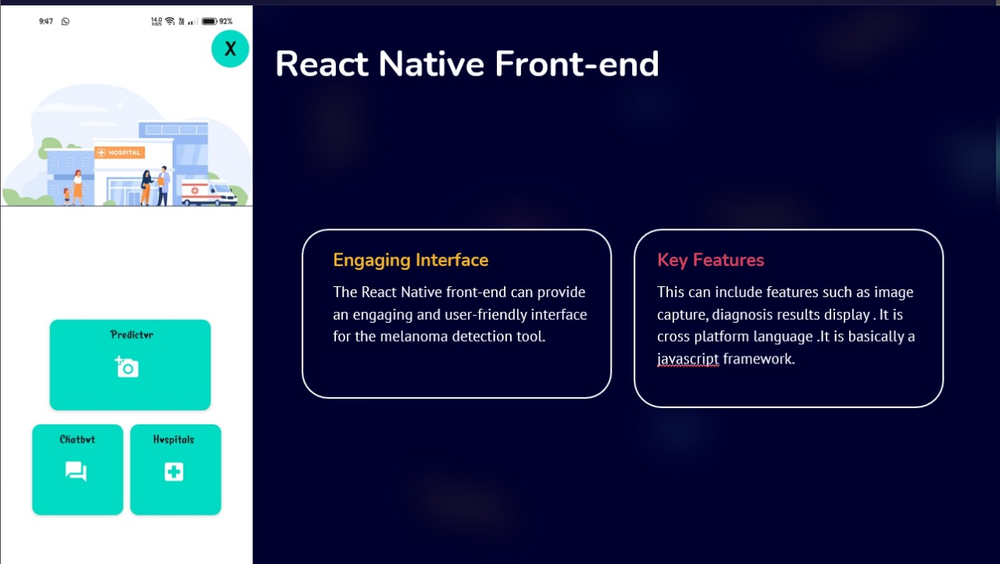 9:47
14.0 KB/S
92%
X
HOSPITAL
Predictor
Chatbot
Hospitals
React Native Front-end
Engaging Interface
The React Native front-end can provide
an engaging and user-friendly interface
for the melanoma detection tool.
Key Features
This can include features such as image
capture, diagnosis results display . It is
cross platform language .It is basically a
javascript framework.